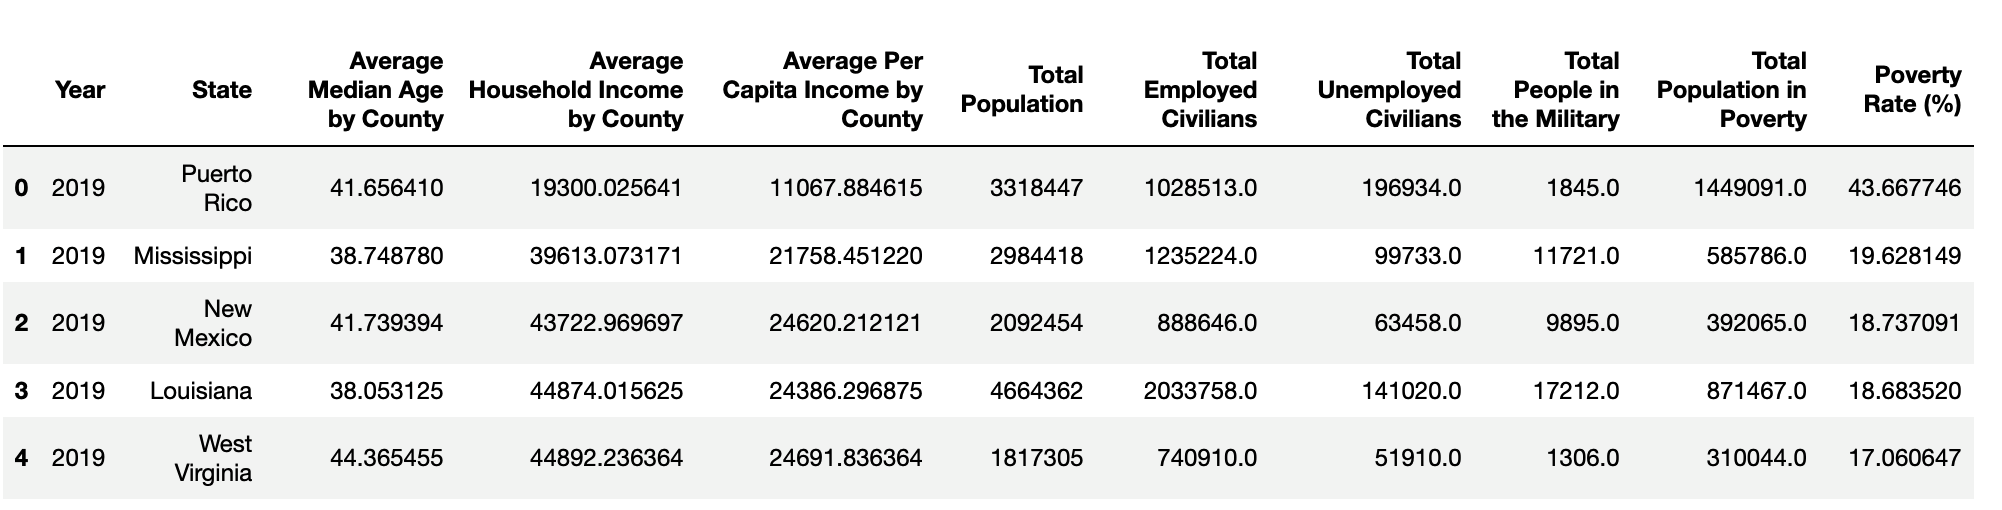 Year State Average Median Age by County Average Household Income by County Average Per Capita Income by County Total Population Total Employed Civilians Total Unemployed Civilians Total People in the Military Total Population in Poverty Poverty Rate (%)
0 2019 Puerto Rico 41.656410 19300.025641 11067.884615 3318447 1028513.0 196934.0 1845.0 1449091.0 43.667746
1 2019 Mississippi 38.748780 39613.073171 21758.451220 2984418 1235224.0 99733.0 11721.0 585786.0 19.628149
2 2019 New Mexico 41.739394 43722.969697 24620.212121 2092454 888646.0 63458.0 9895.0 392065.0 18.737091
3 2019 Louisiana 38.053125 44874.015625 24386.296875 4664362 2033758.0 141020.0 17212.0 871467.0 18.683520
4 2019 West Virginia 44.365455 44892.236364 24691.836364 1817305 740910.0 51910.0 1306.0 310044.0 17.060647